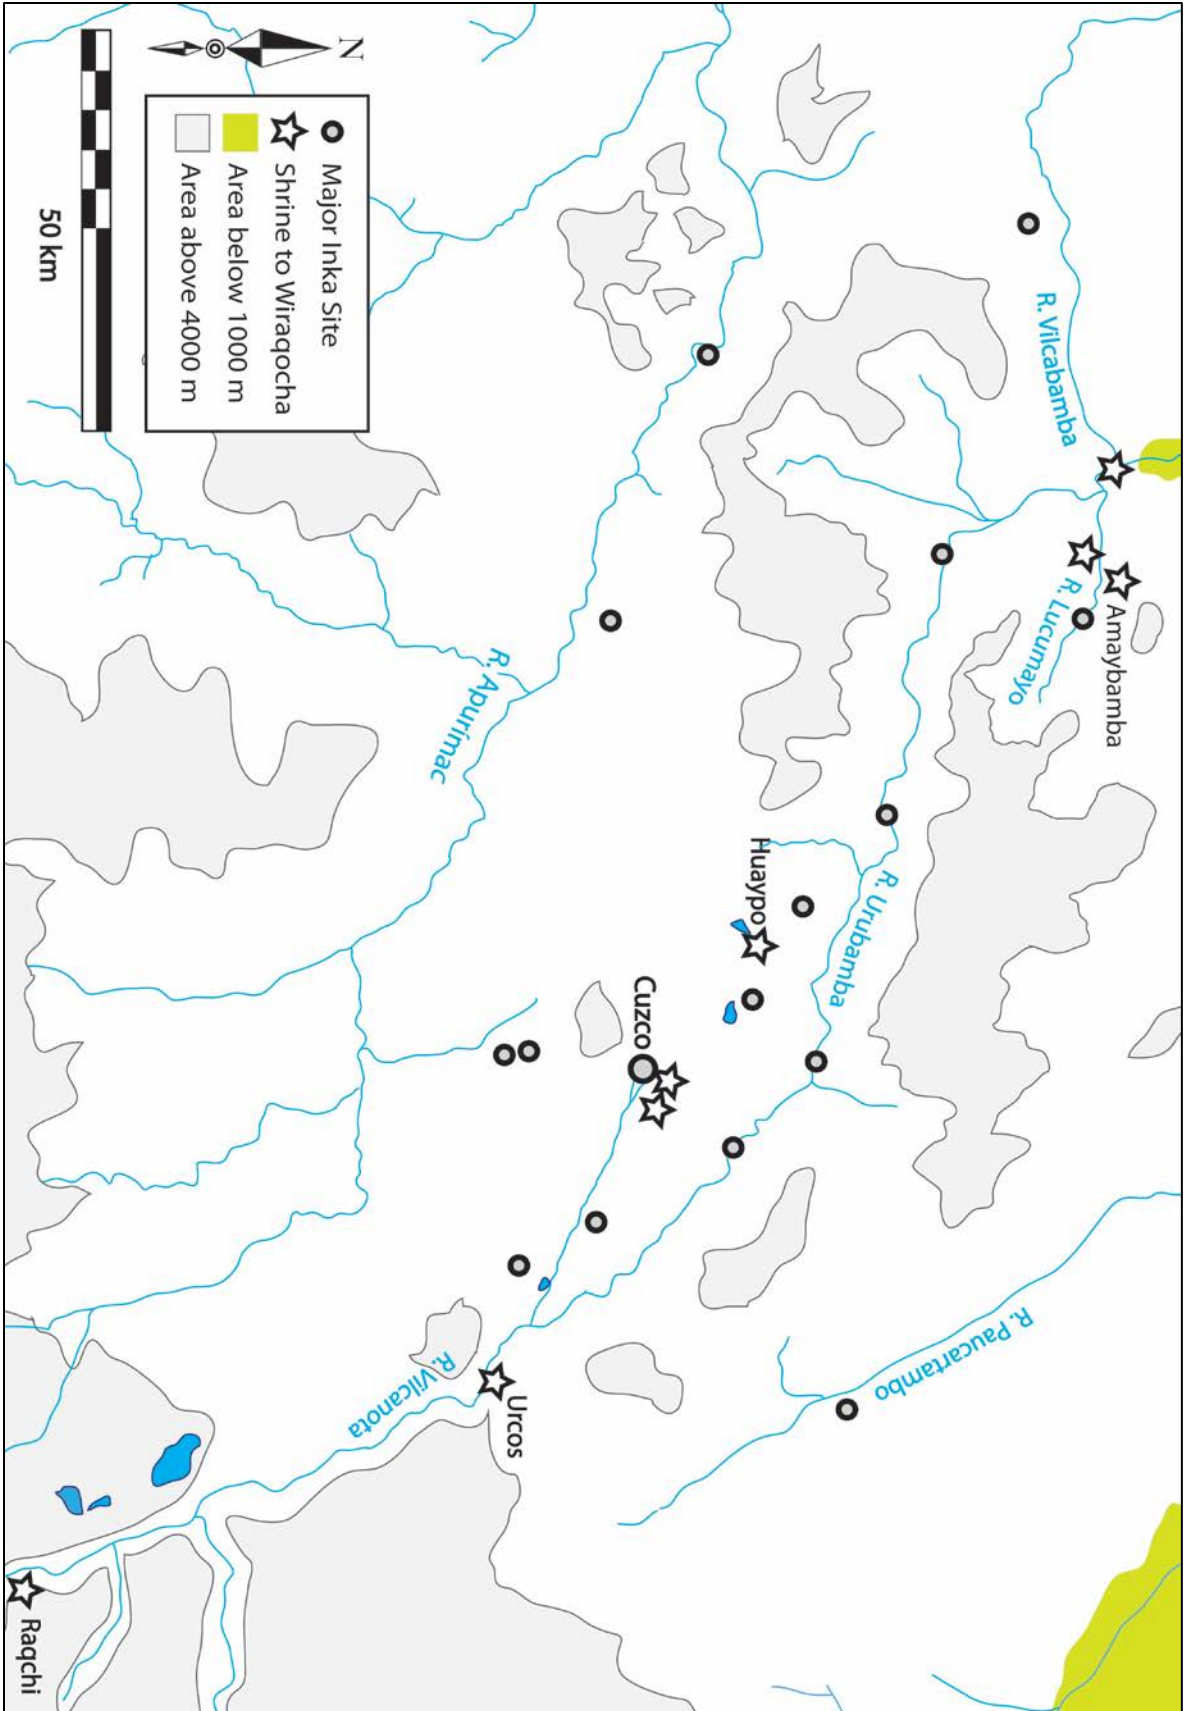 N
Major Inka Site
Shrine to Wiraqocha
Area below 1000 m
Area above 4000 m
50 km
R. Vilcabamba
Amaybamba
R. Lucumayo
R. Apurímac
Huaypo
R. Urubamba
Cuzco
R. Paucartambo
Urcos
R. Vilcanota
Raqchi